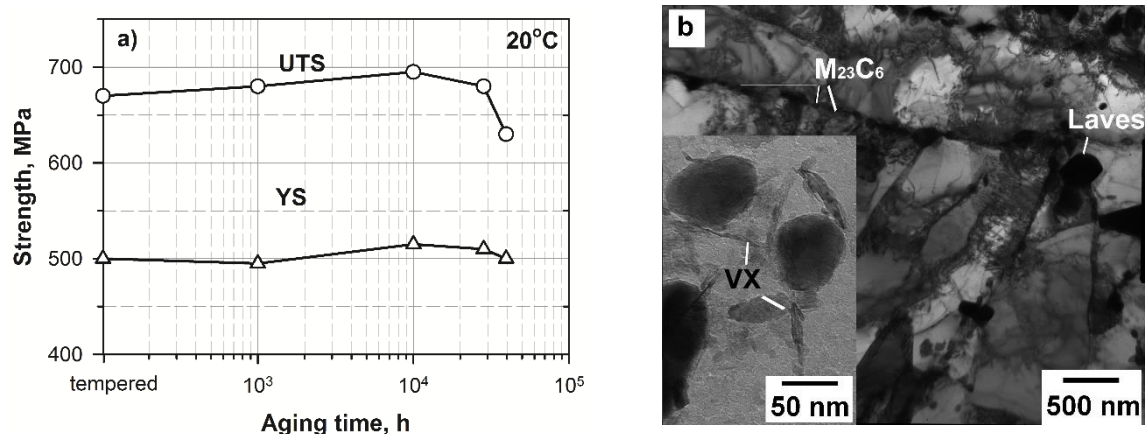 a)
20°C
UTS
YS
Strength, MPa
700
600
500
400
tempered
10³
10⁴
10⁵
Aging time, h
b
M₂₃C₆
Laves
VX
50 nm
500 nm